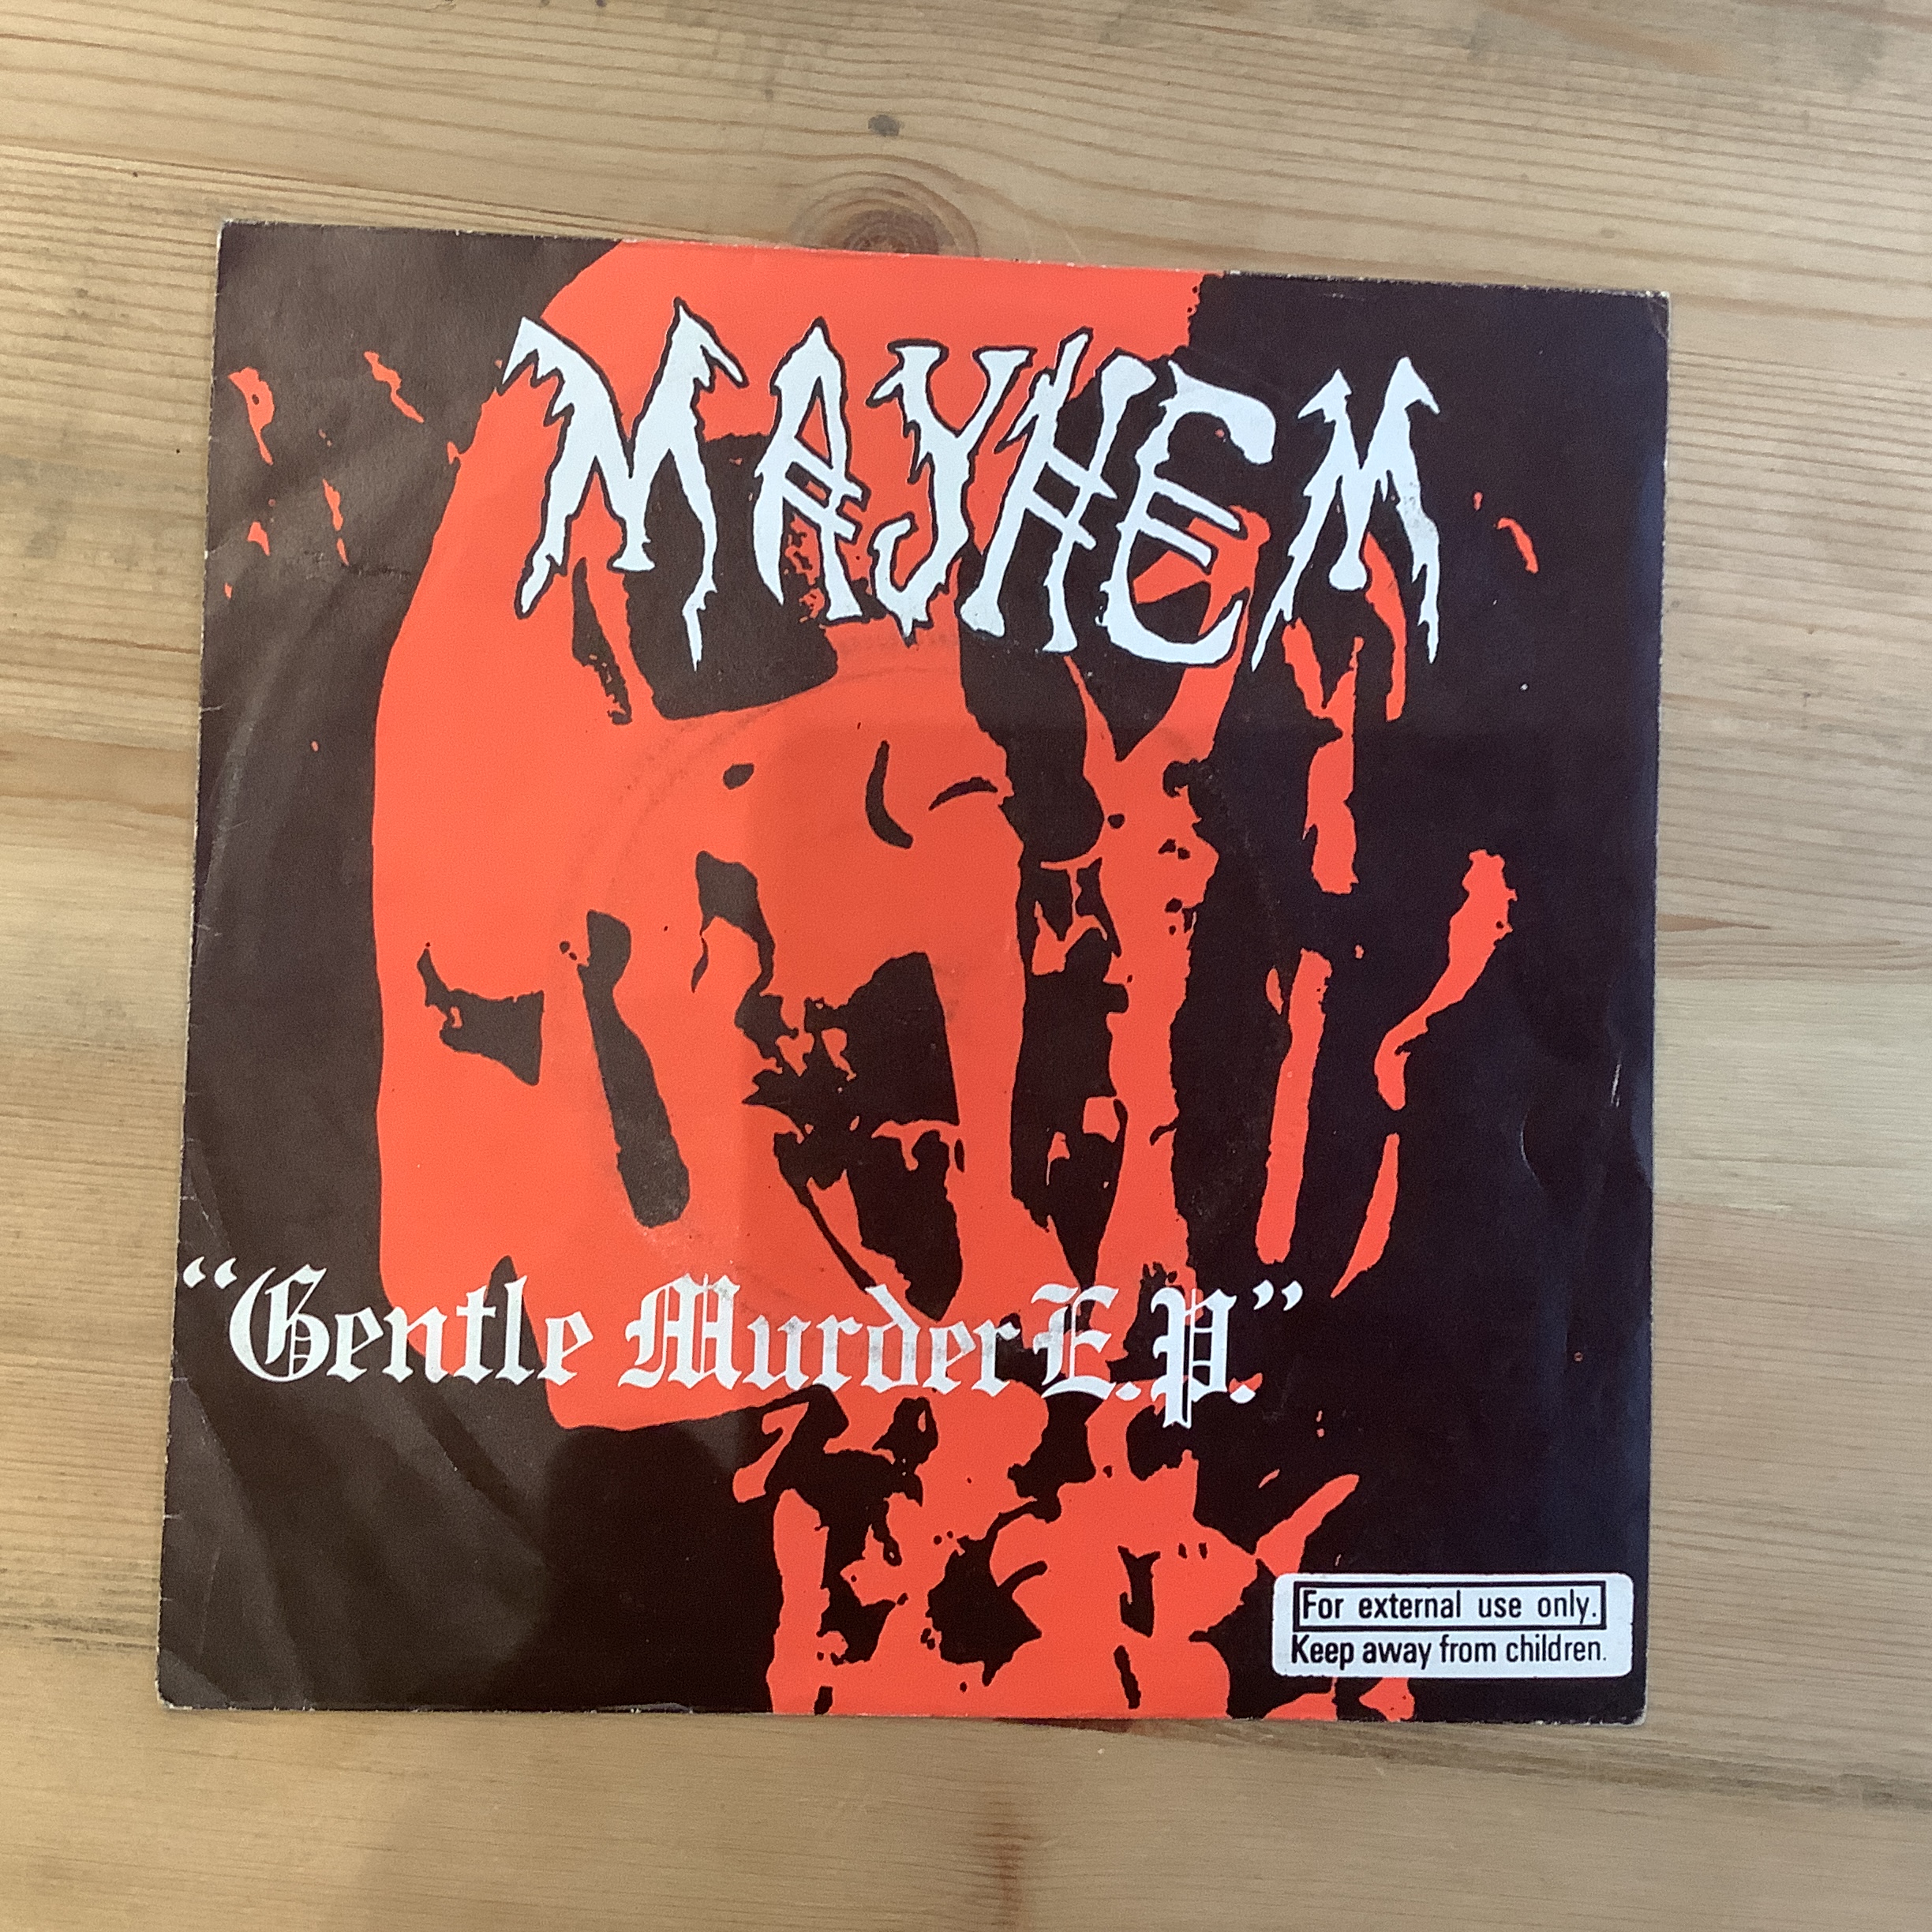 MAYHEM
“Gentle Murder E.P.”
For external use only.
Keep away from children.